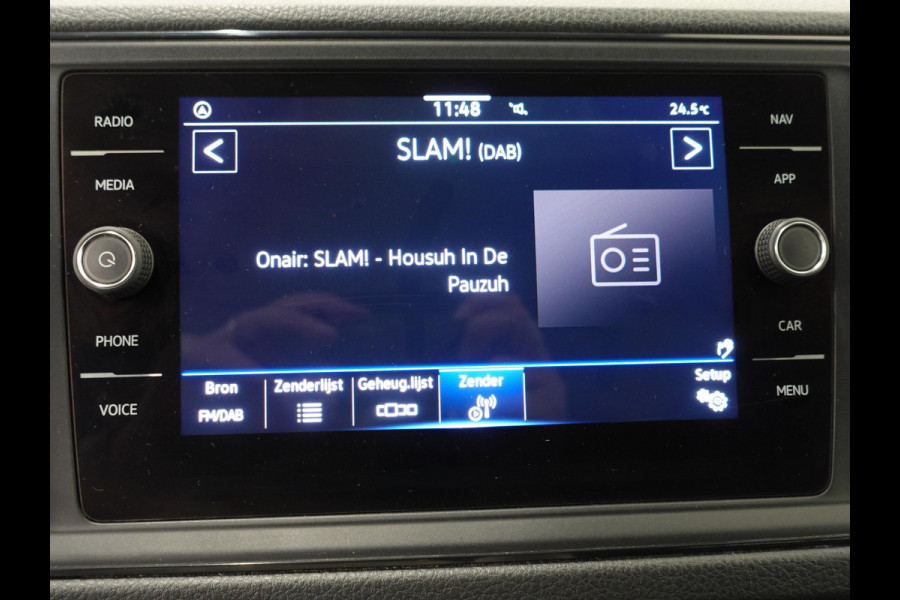 RADIO
MEDIA
PHONE
VOICE
11:48
24.5°C
SLAM! (DAB)
Onair: SLAM! - Housuh In De
Pauzuh
Bron
FM/DAB
Zenderlijst
Geheug.lijst
Zender
Setup
NAV
APP
CAR
MENU